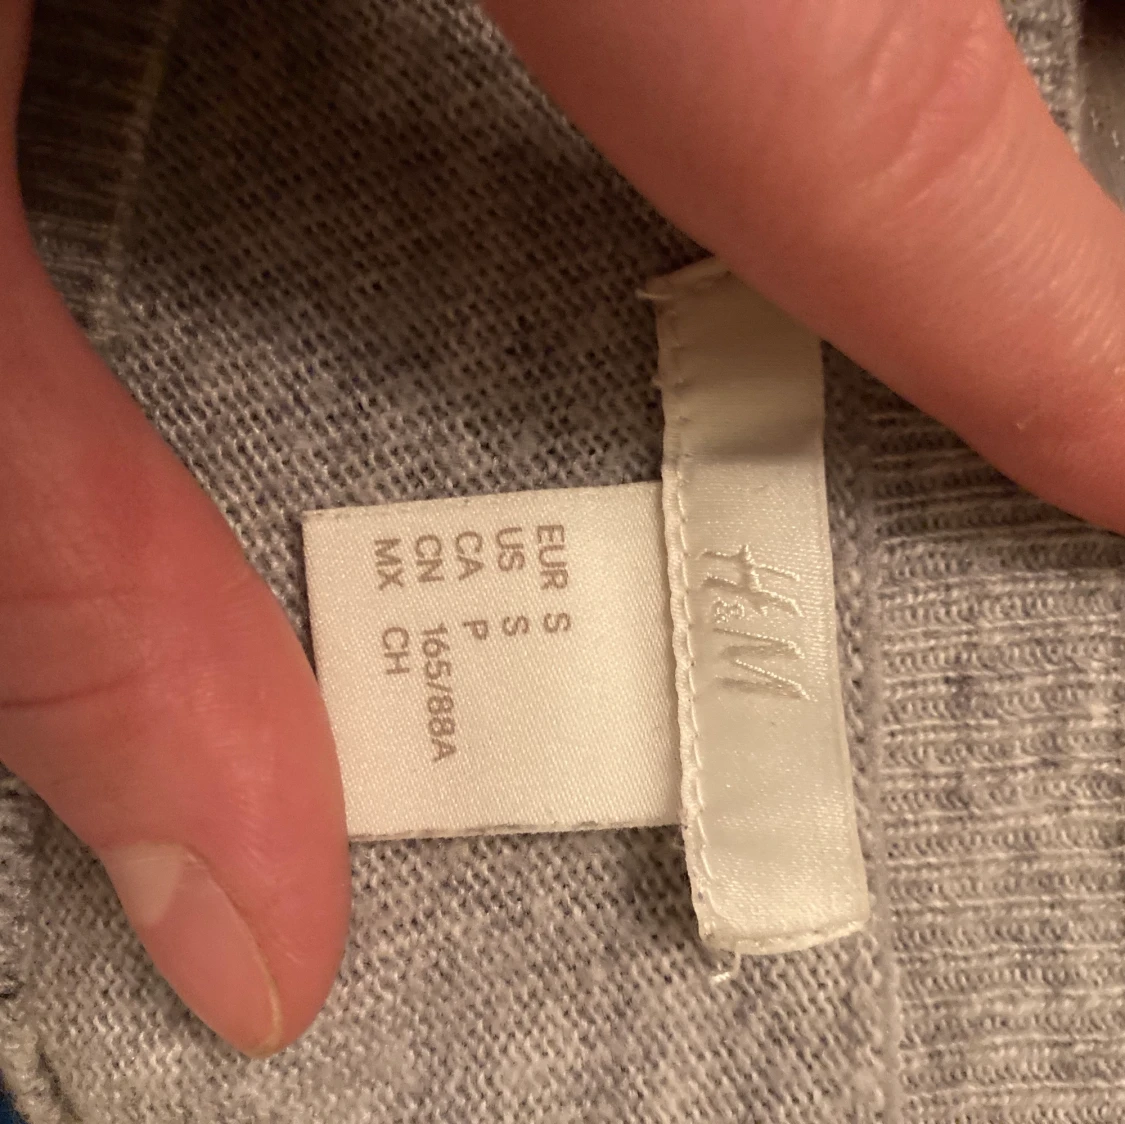 H&M
EUR S
US S
CA P
CN 165/88A
MX CH